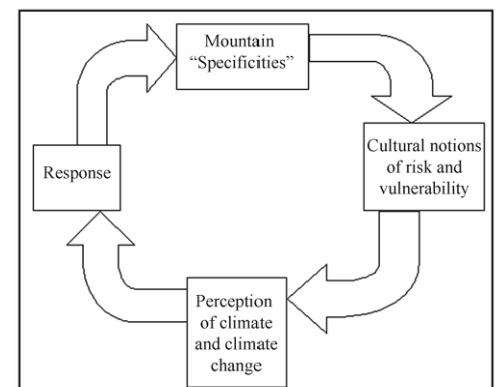 Mountain
“Specificities”
Cultural notions
of risk and
vulnerability
Perception
of climate
and climate
change
Response